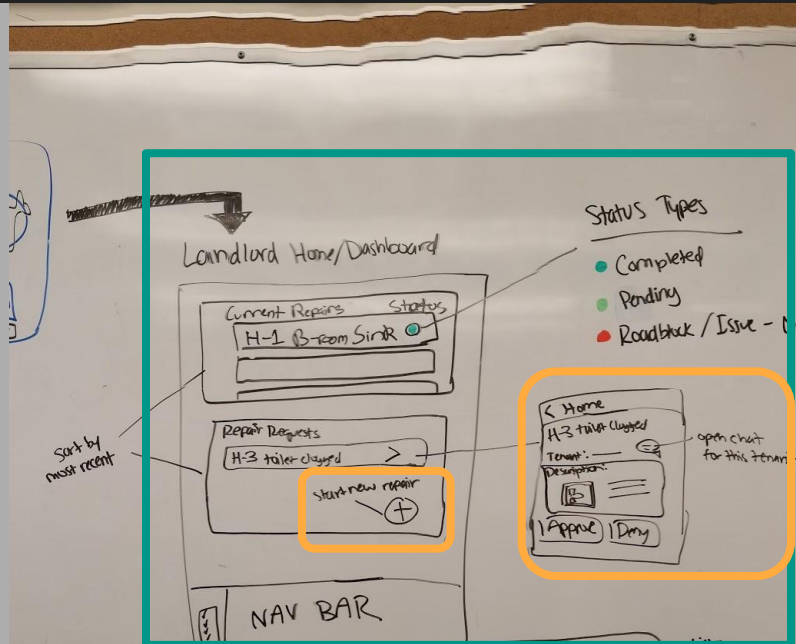 Landlord Home/Dashboard
Current Repairs Status
H-1 B-room Sink
Sort by
most recent
Repair Requests
H-3 toilet clogged >
start new repair
+
NAV BAR
Status Types
Completed
Pending
Roadblock / Issue -
< Home
H-3 toilet clogged
Tenant:
Description:
Approve
Deny
open chat
for this tenant